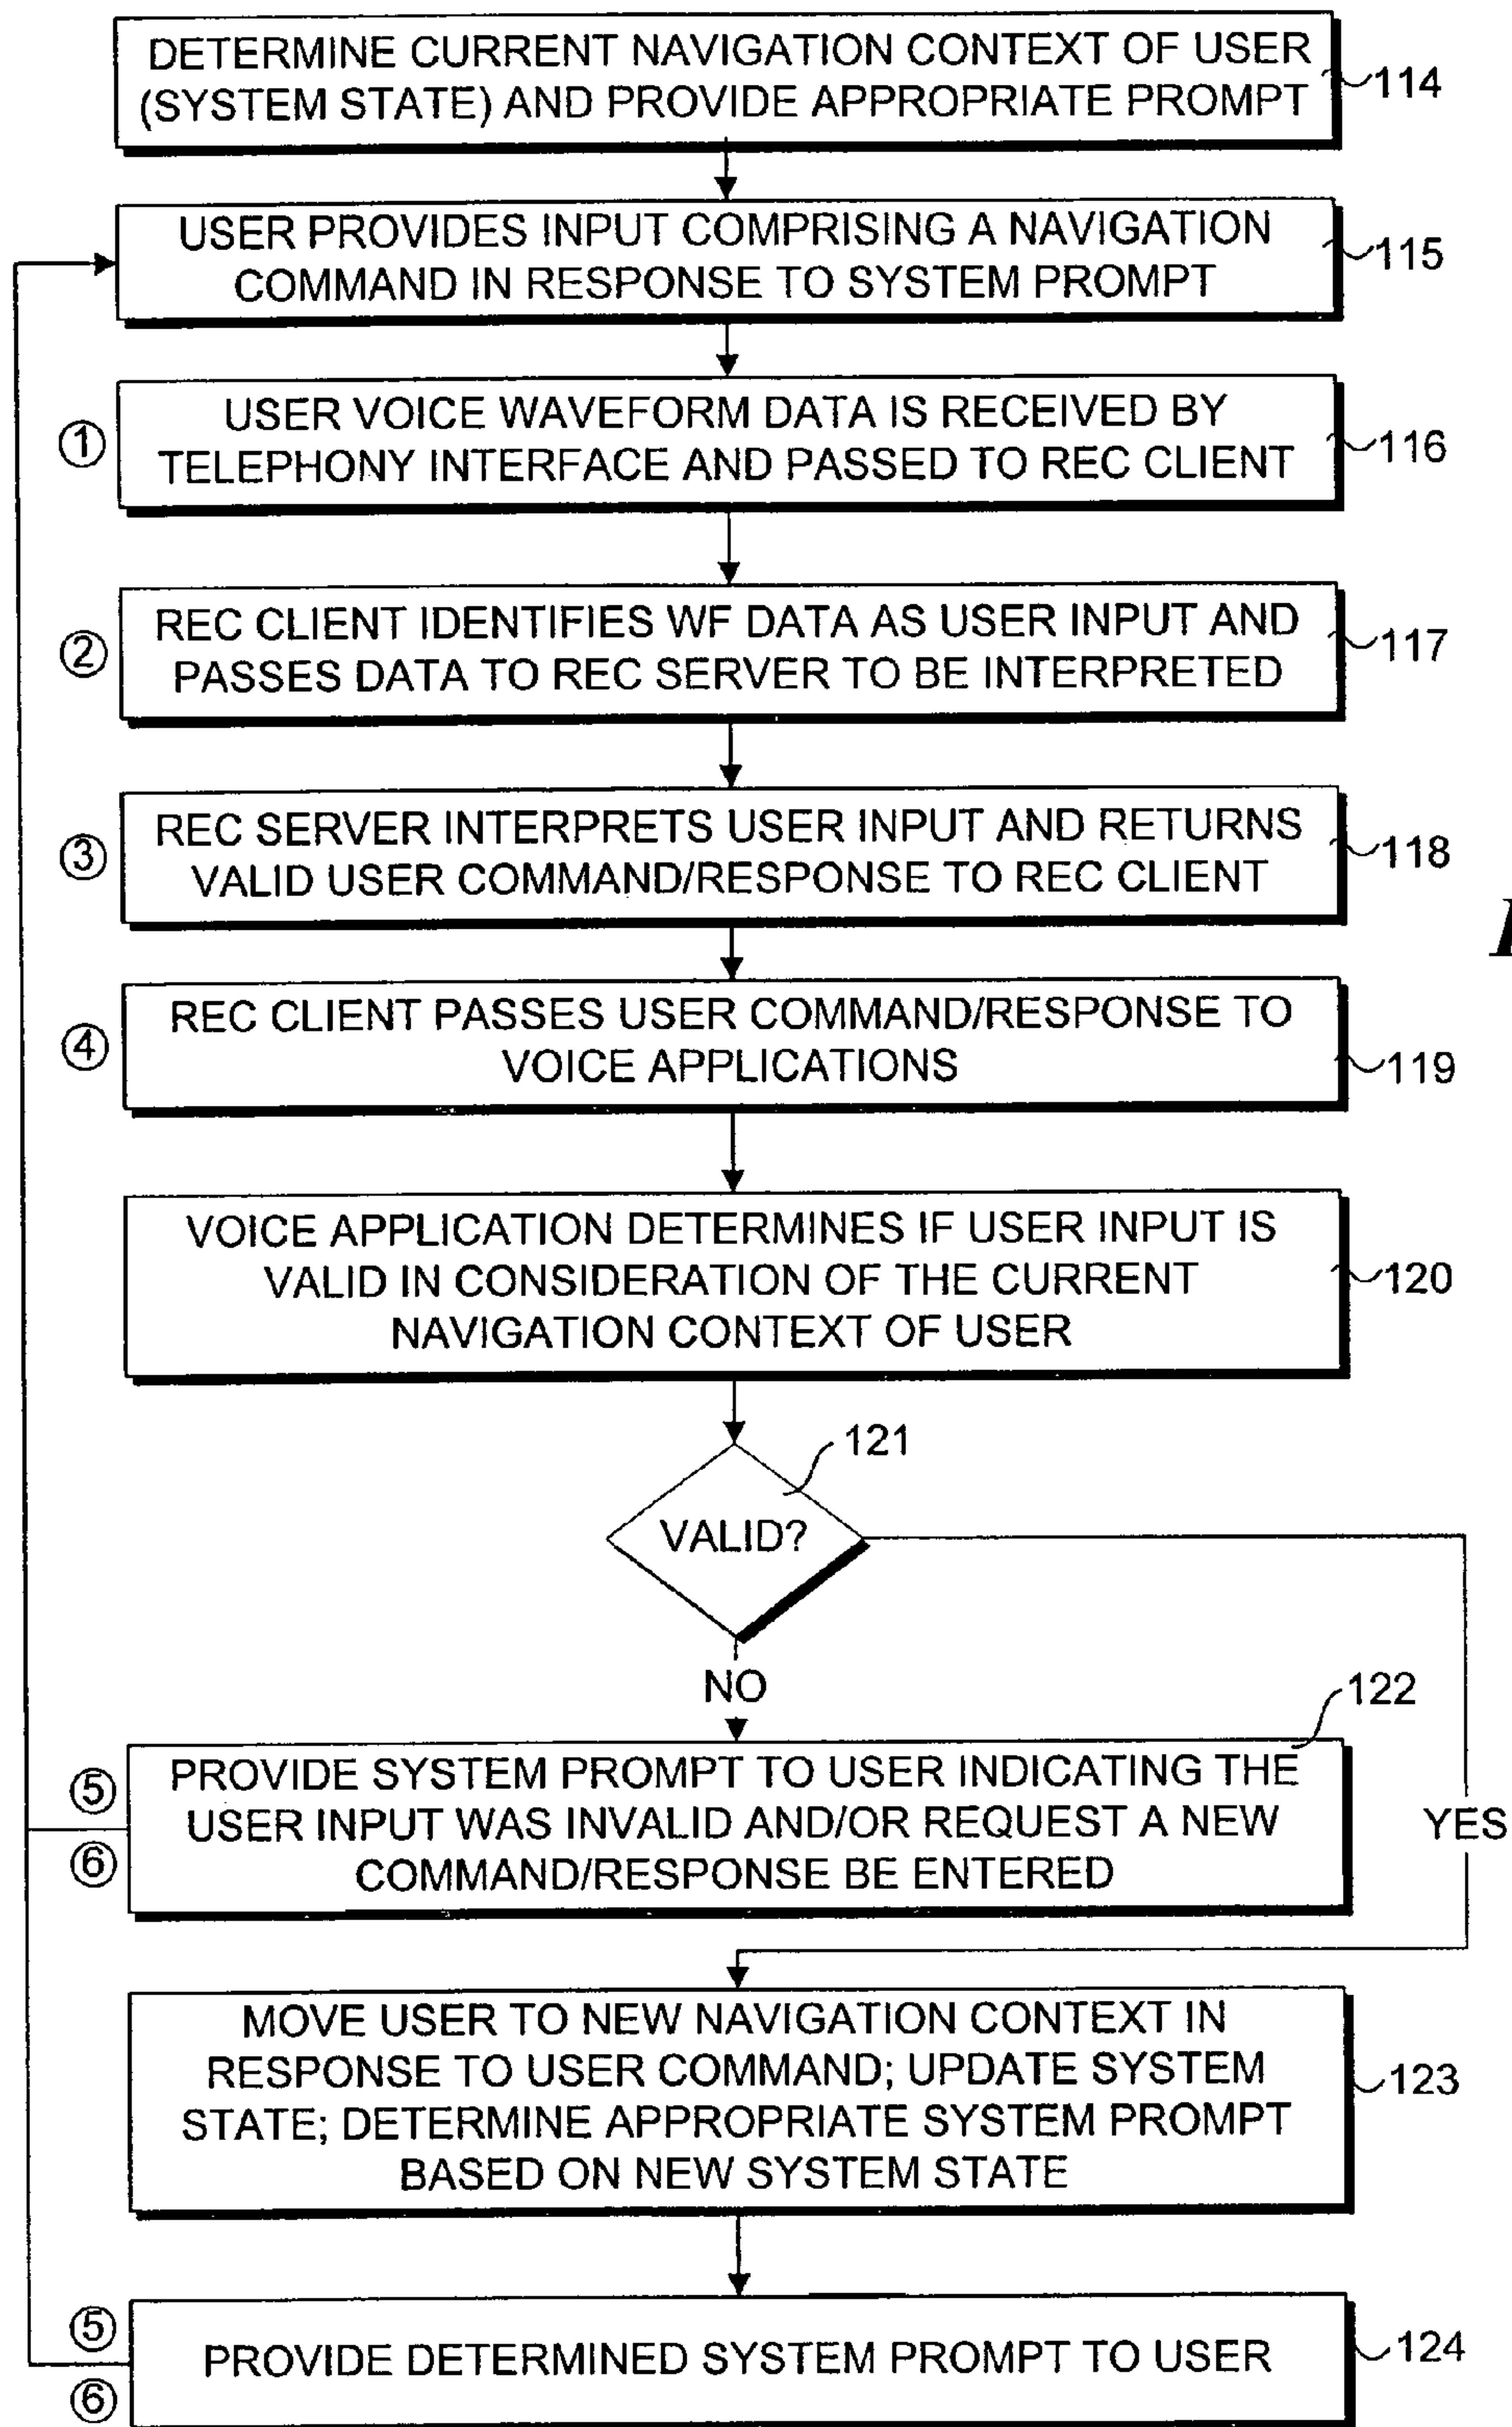 DETERMINE CURRENT NAVIGATION CONTEXT OF USER
(SYSTEM STATE) AND PROVIDE APPROPRIATE PROMPT
114
USER PROVIDES INPUT COMPRISING A NAVIGATION
COMMAND IN RESPONSE TO SYSTEM PROMPT
115
①
USER VOICE WAVEFORM DATA IS RECEIVED BY
TELEPHONY INTERFACE AND PASSED TO REC CLIENT
116
②
REC CLIENT IDENTIFIES WF DATA AS USER INPUT AND
PASSES DATA TO REC SERVER TO BE INTERPRETED
117
③
REC SERVER INTERPRETS USER INPUT AND RETURNS
VALID USER COMMAND/RESPONSE TO REC CLIENT
118
④
REC CLIENT PASSES USER COMMAND/RESPONSE TO
VOICE APPLICATIONS
119
VOICE APPLICATION DETERMINES IF USER INPUT IS
VALID IN CONSIDERATION OF THE CURRENT
NAVIGATION CONTEXT OF USER
120
121
VALID?
NO
YES
122
⑤
⑥
PROVIDE SYSTEM PROMPT TO USER INDICATING THE
USER INPUT WAS INVALID AND/OR REQUEST A NEW
COMMAND/RESPONSE BE ENTERED
MOVE USER TO NEW NAVIGATION CONTEXT IN
RESPONSE TO USER COMMAND; UPDATE SYSTEM
STATE; DETERMINE APPROPRIATE SYSTEM PROMPT
BASED ON NEW SYSTEM STATE
123
⑤
⑥
PROVIDE DETERMINED SYSTEM PROMPT TO USER
124